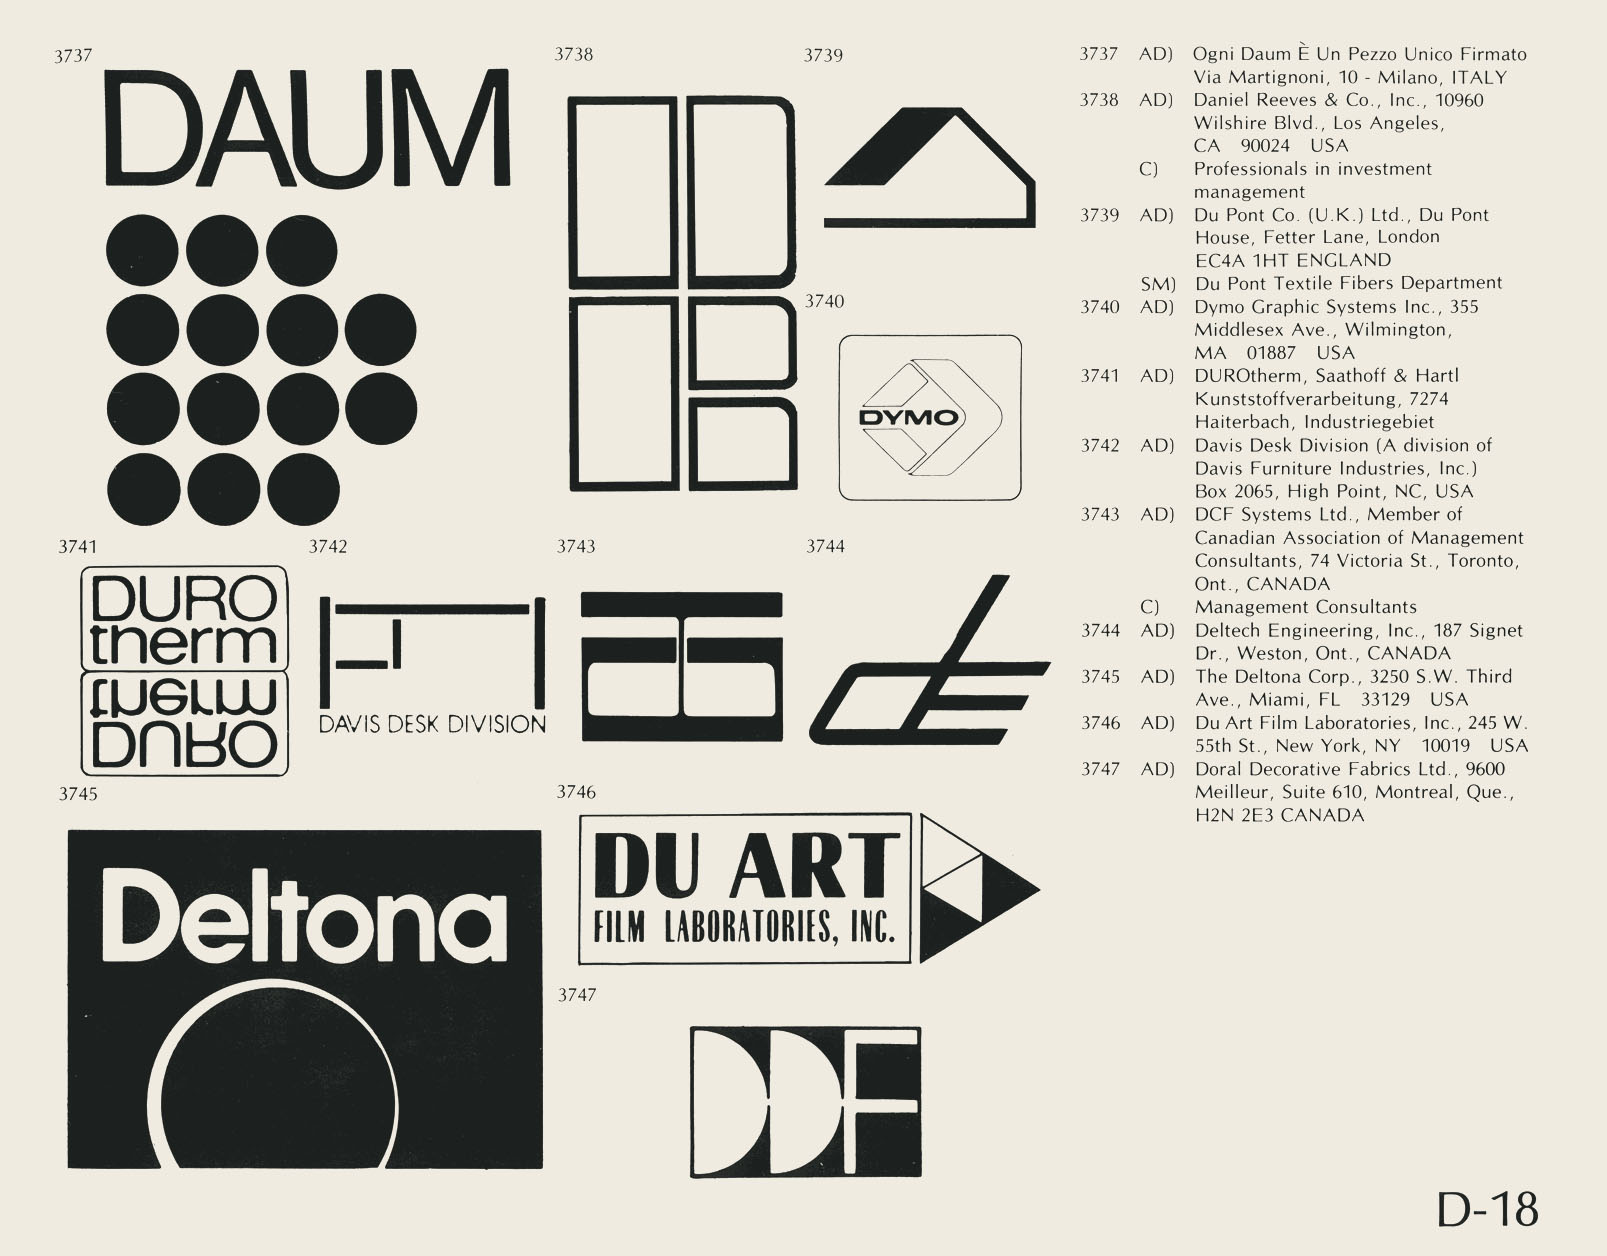 3737
DAUM
3738
3739
3740
DYMO
3741
DURO
therm
therm
DURO
3742
DAVIS DESK DIVISION
3743
3744
3745
Deltona
3746
DU ART
FILM LABORATORIES, INC.
3747
DDF
3737 AD) Ogni Daum È Un Pezzo Unico Firmato
Via Martignoni, 10 - Milano, ITALY
3738 AD) Daniel Reeves & Co., Inc., 10960
Wilshire Blvd., Los Angeles,
CA 90024 USA
C) Professionals in investment
management
3739 AD) Du Pont Co. (U.K.) Ltd., Du Pont
House, Fetter Lane, London
EC4A 1HT ENGLAND
SM) Du Pont Textile Fibers Department
3740 AD) Dymo Graphic Systems Inc., 355
Middlesex Ave., Wilmington,
MA 01887 USA
3741 AD) DUROtherm, Saathoff & Hartl
Kunststoffverarbeitung, 7274
Haiterbach, Industriegebiet
3742 AD) Davis Desk Division (A division of
Davis Furniture Industries, Inc.)
Box 2065, High Point, NC, USA
3743 AD) DCF Systems Ltd., Member of
Canadian Association of Management
Consultants, 74 Victoria St., Toronto,
Ont., CANADA
C) Management Consultants
3744 AD) Deltech Engineering, Inc., 187 Signet
Dr., Weston, Ont., CANADA
3745 AD) The Deltona Corp., 3250 S.W. Third
Ave., Miami, FL 33129 USA
3746 AD) Du Art Film Laboratories, Inc., 245 W.
55th St., New York, NY 10019 USA
3747 AD) Doral Decorative Fabrics Ltd., 9600
Meilleur, Suite 610, Montreal, Que.,
H2N 2E3 CANADA
D-18